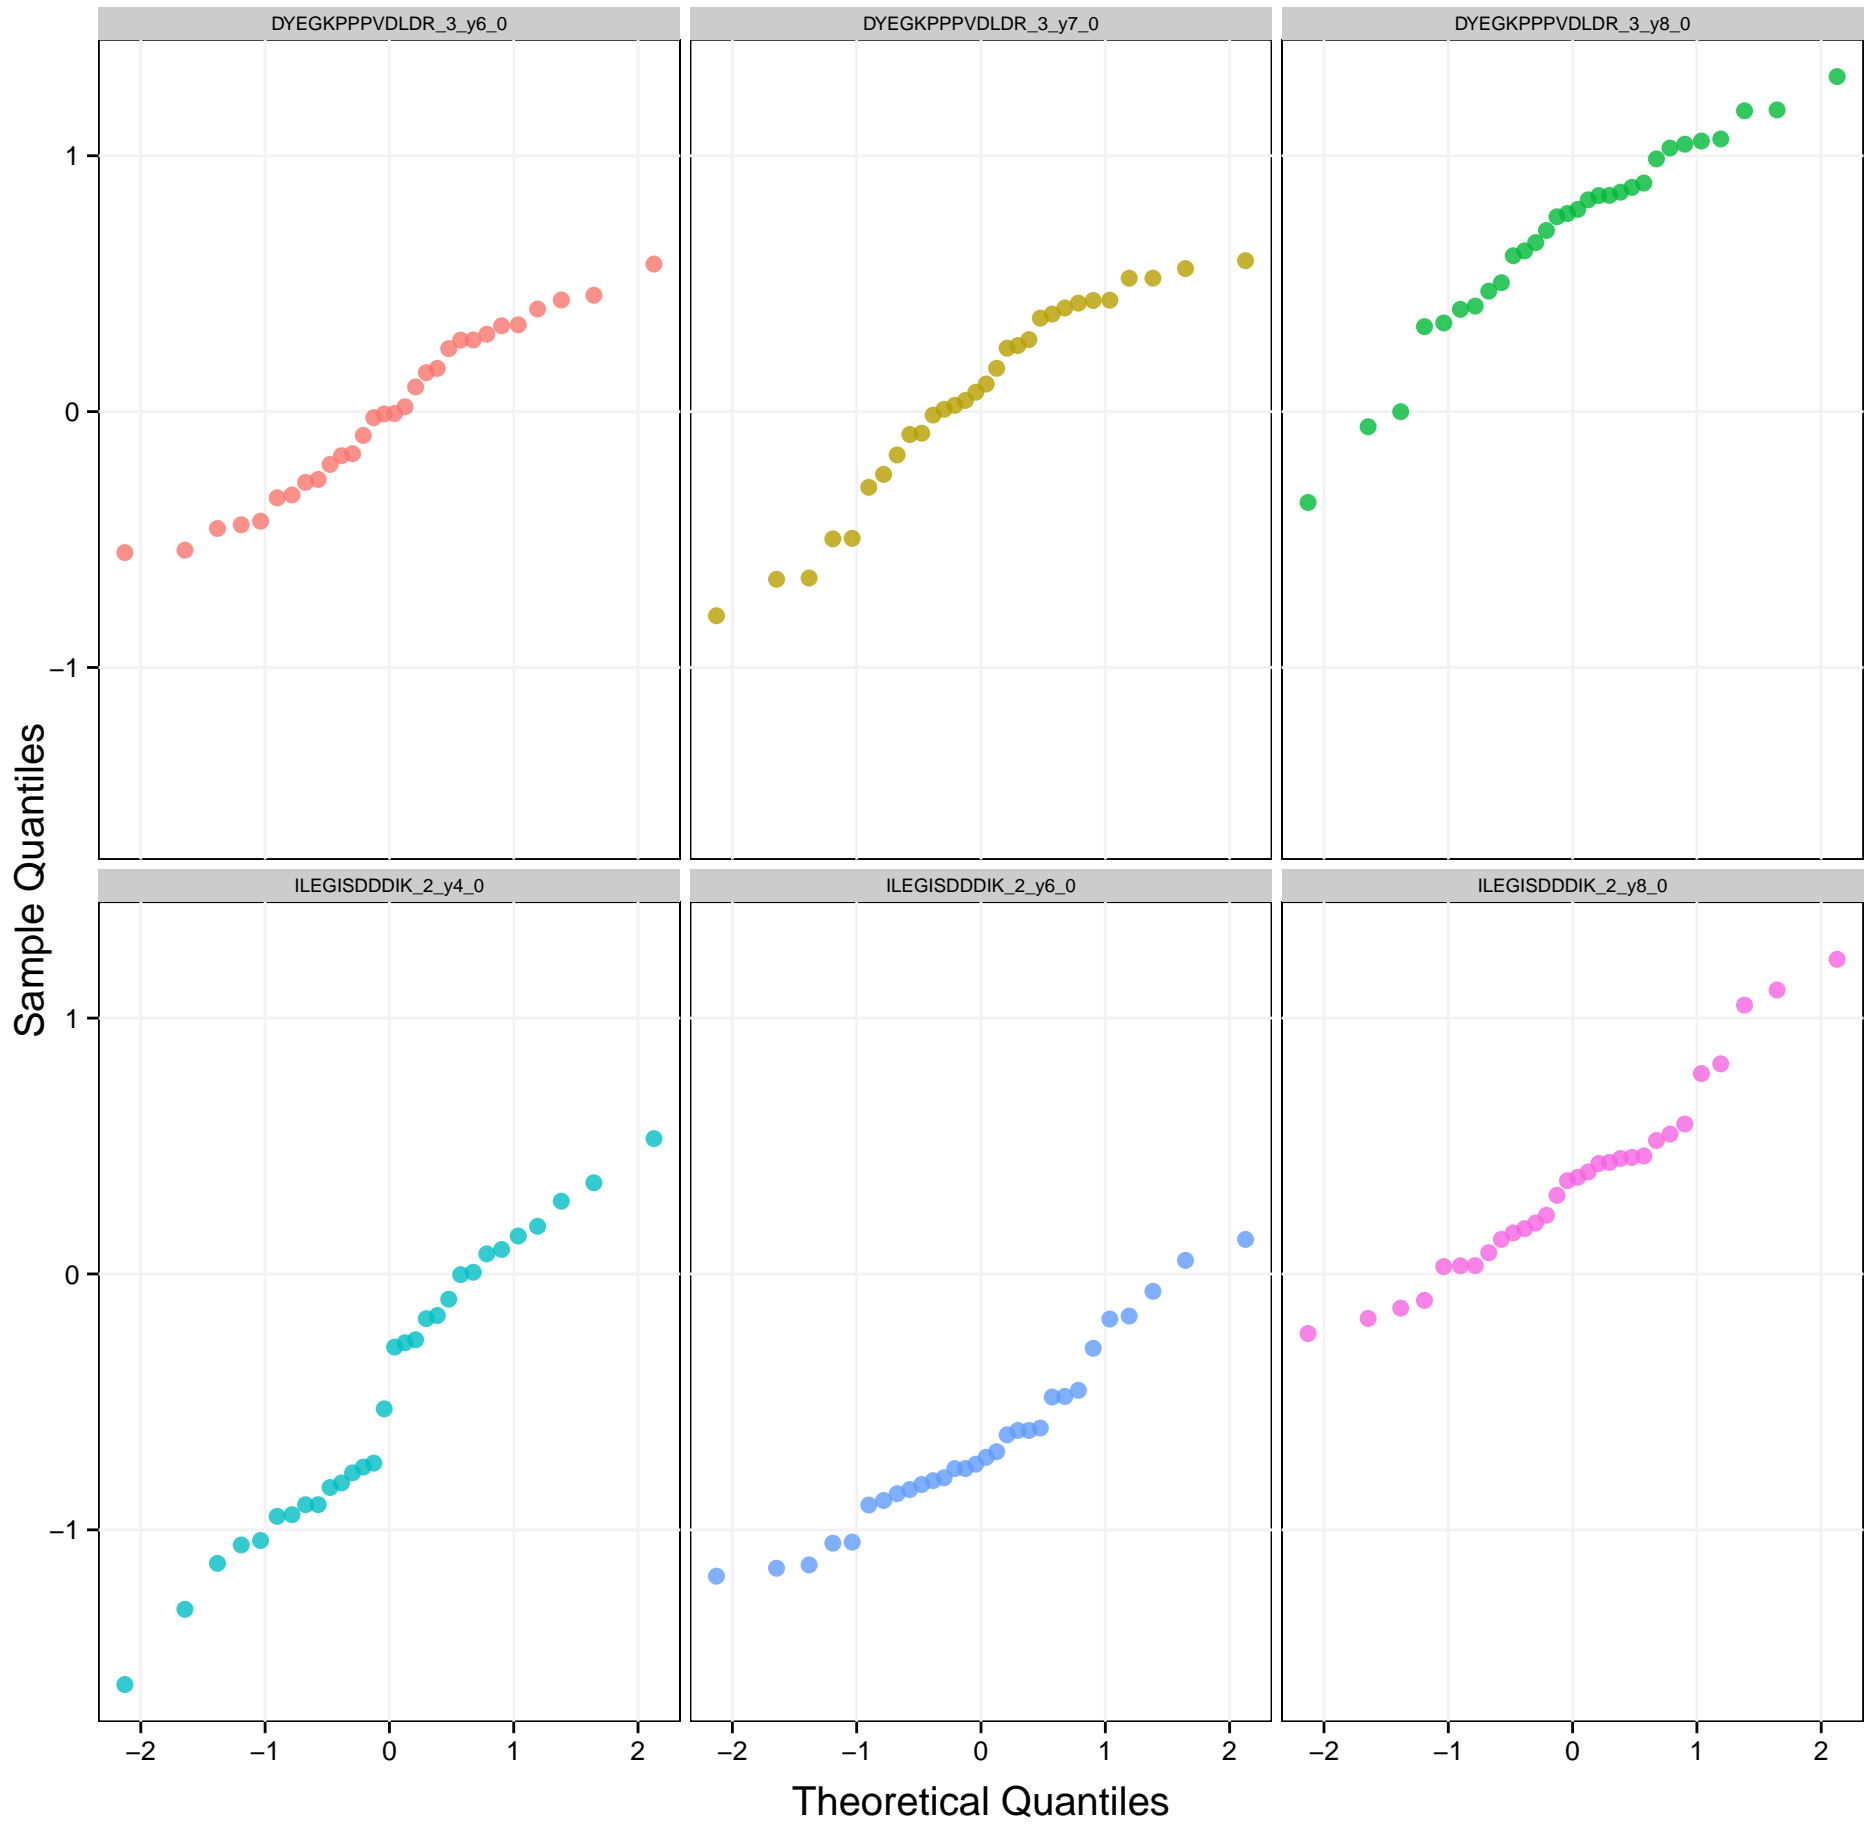 DYEGKPPPVDLDR_3_y6_0
DYEGKPPPVDLDR_3_y7_0
DYEGKPPPVDLDR_3_y8_0
1
0
−1
Sample Quantiles
ILEGISDDDIK_2_y4_0
ILEGISDDDIK_2_y6_0
ILEGISDDDIK_2_y8_0
1
0
−1
−2 −1 0 1 2
−2 −1 0 1 2
−2 −1 0 1 2
Theoretical Quantiles